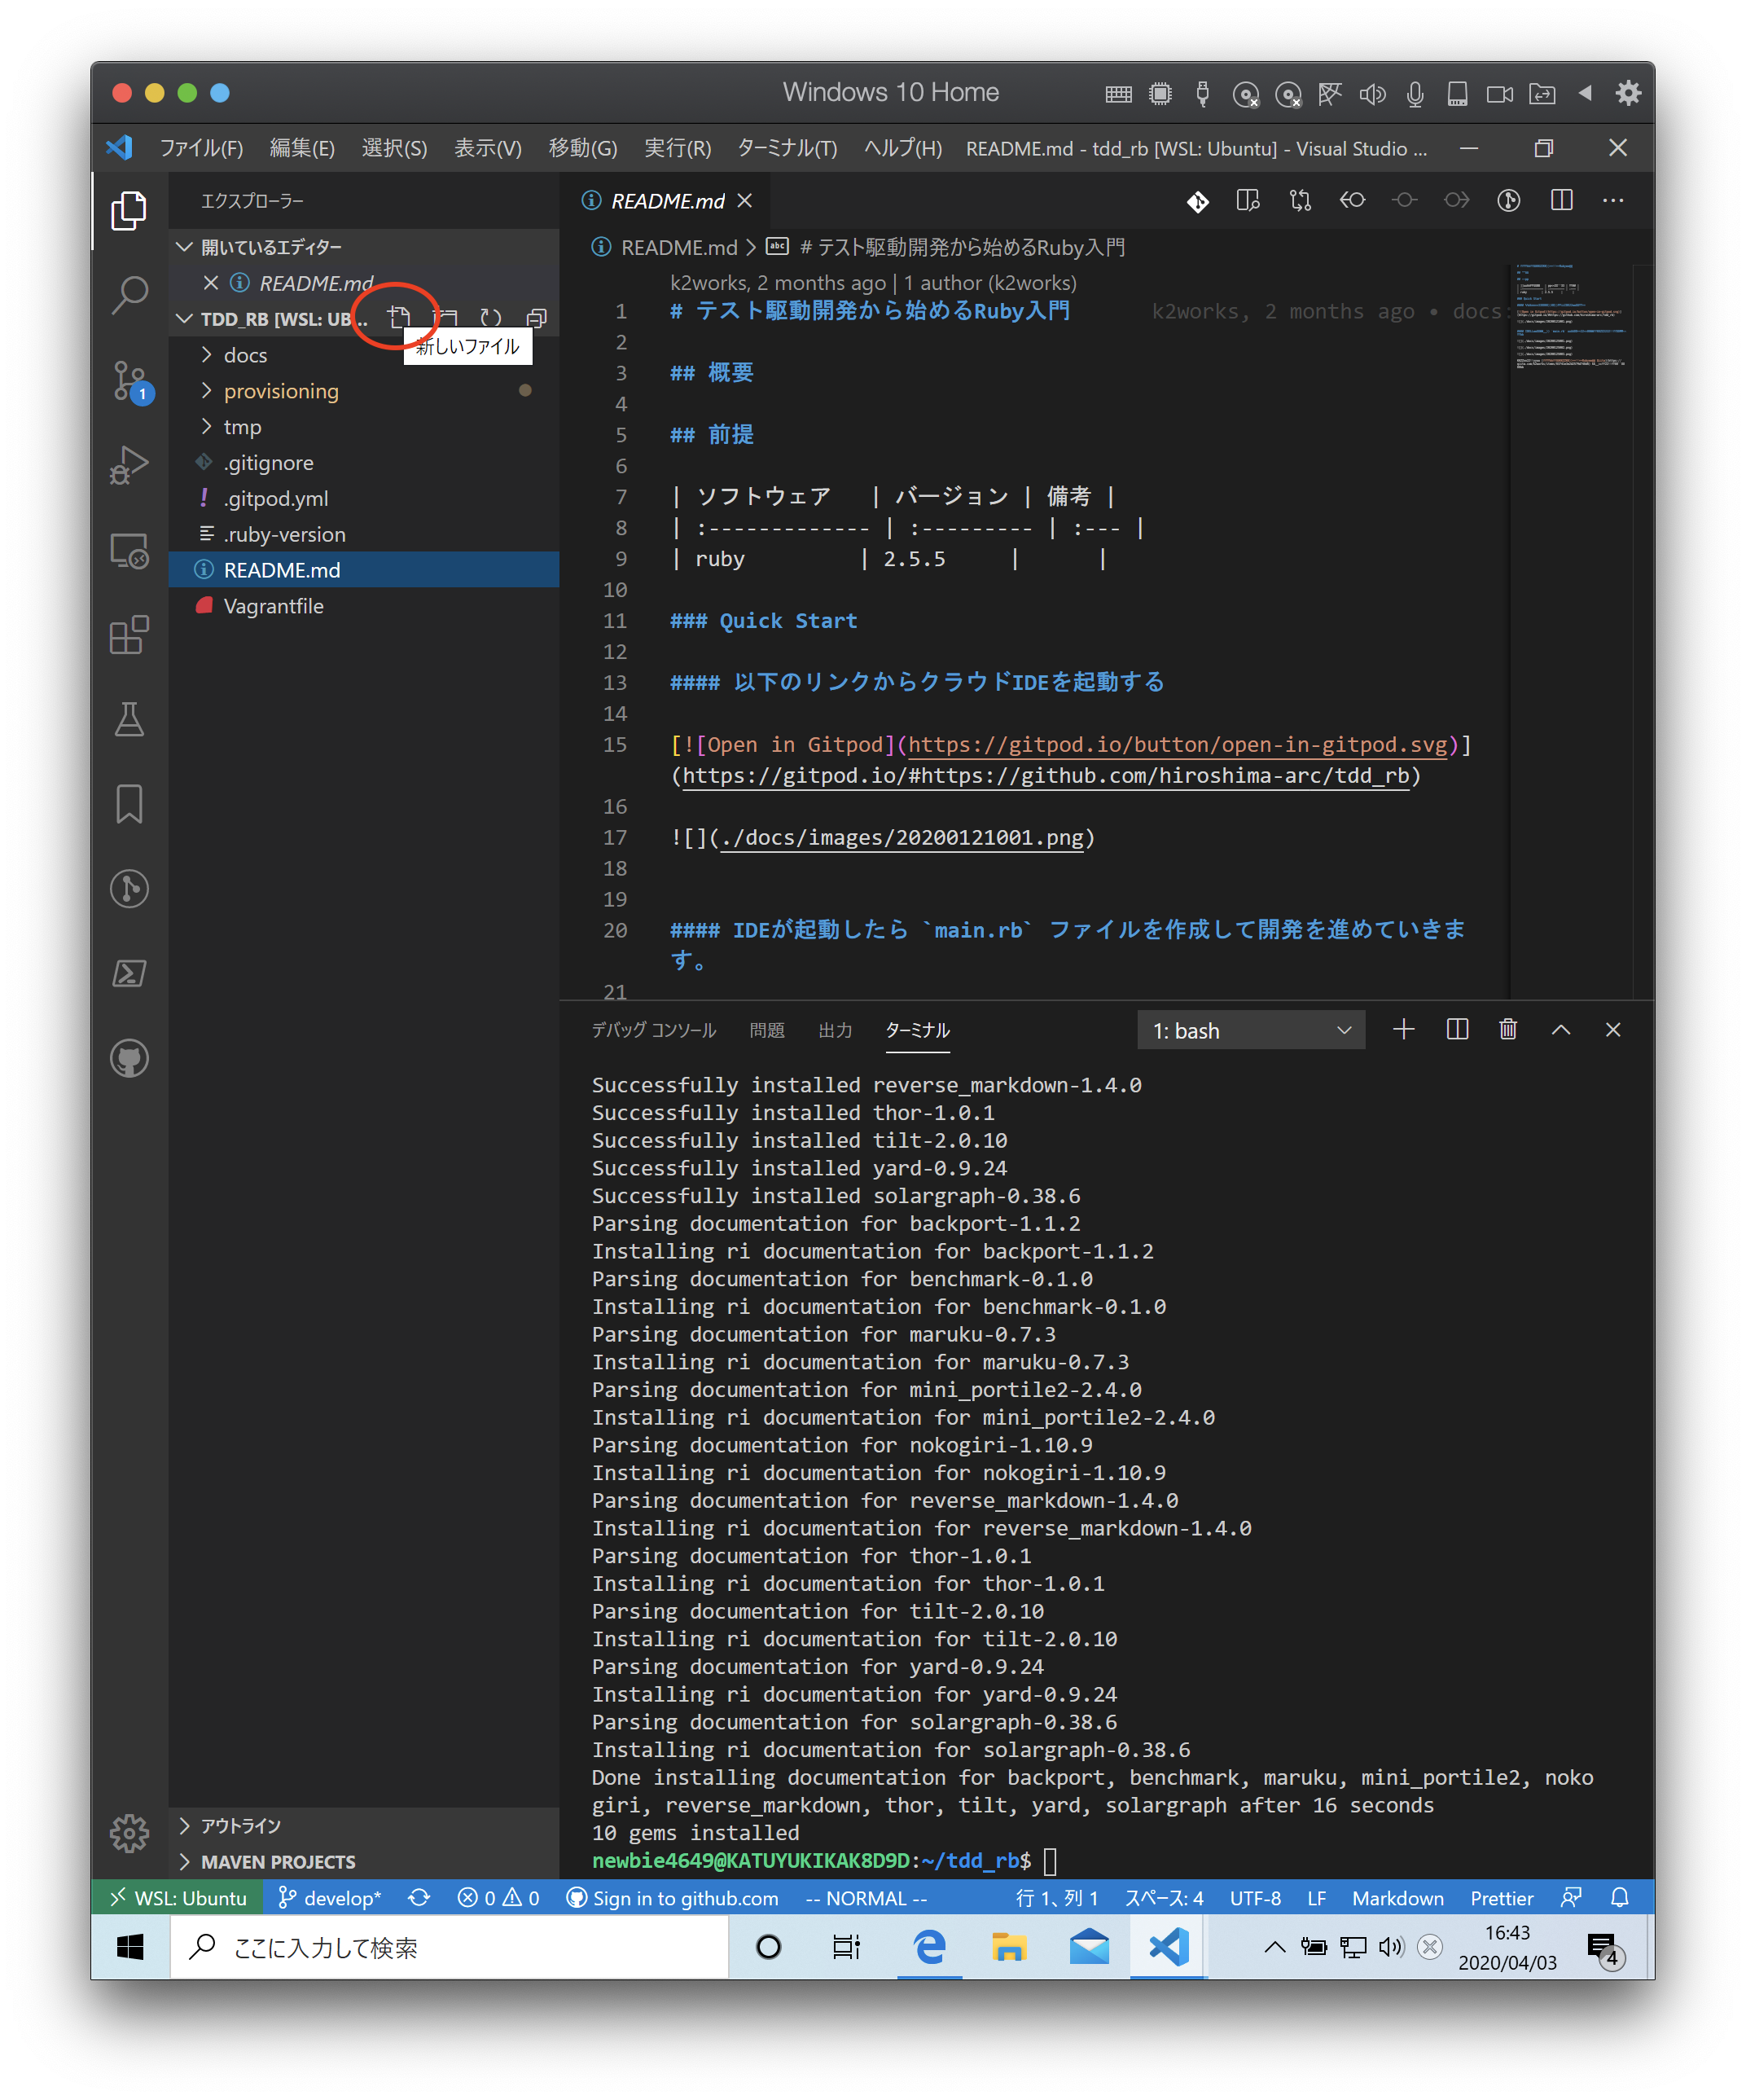 Windows 10 Home
ファイル(F) 編集(E) 選択(S) 表示(V) 移動(G) 実行(R) ターミナル(T) ヘルプ(H) README.md - tdd_rb [WSL: Ubuntu] - Visual Studio ...
エクスプローラー
開いているエディター
README.md
TDD_RB [WSL: UB...
新しいファイル
docs
provisioning
tmp
.gitignore
.gitpod.yml
.ruby-version
README.md
Vagrantfile
1
アウトライン
MAVEN PROJECTS
README.md
README.md > # テスト駆動開発から始めるRuby入門
k2works, 2 months ago | 1 author (k2works)
1 # テスト駆動開発から始めるRuby入門 k2works, 2 months ago • docs:
2
3 ## 概要
4
5 ## 前提
6
7 | ソフトウェア | バージョン | 備考 |
8 | :------------- | :--------- | :--- |
9 | ruby | 2.5.5 | |
10
11 ### Quick Start
12
13 #### 以下のリンクからクラウドIDEを起動する
14
15 [![Open in Gitpod](https://gitpod.io/button/open-in-gitpod.svg)]
(https://gitpod.io/#https://github.com/hiroshima-arc/tdd_rb)
16
17 ![](./docs/images/20200121001.png)
18
19
20 #### IDEが起動したら `main.rb` ファイルを作成して開発を進めていきま
す。
21
デバッグ コンソール 問題 出力 ターミナル 1: bash
Successfully installed reverse_markdown-1.4.0
Successfully installed thor-1.0.1
Successfully installed tilt-2.0.10
Successfully installed yard-0.9.24
Successfully installed solargraph-0.38.6
Parsing documentation for backport-1.1.2
Installing ri documentation for backport-1.1.2
Parsing documentation for benchmark-0.1.0
Installing ri documentation for benchmark-0.1.0
Parsing documentation for maruku-0.7.3
Installing ri documentation for maruku-0.7.3
Parsing documentation for mini_portile2-2.4.0
Installing ri documentation for mini_portile2-2.4.0
Parsing documentation for nokogiri-1.10.9
Installing ri documentation for nokogiri-1.10.9
Parsing documentation for reverse_markdown-1.4.0
Installing ri documentation for reverse_markdown-1.4.0
Parsing documentation for thor-1.0.1
Installing ri documentation for thor-1.0.1
Parsing documentation for tilt-2.0.10
Installing ri documentation for tilt-2.0.10
Parsing documentation for yard-0.9.24
Installing ri documentation for yard-0.9.24
Parsing documentation for solargraph-0.38.6
Installing ri documentation for solargraph-0.38.6
Done installing documentation for backport, benchmark, maruku, mini_portile2, noko
giri, reverse_markdown, thor, tilt, yard, solargraph after 16 seconds
10 gems installed
newbie4649@KATUYUKIKAK8D9D:~/tdd_rb$
WSL: Ubuntu develop* 0 0 Sign in to github.com -- NORMAL -- 行 1、列 1 スペース: 4 UTF-8 LF Markdown Prettier
ここに入力して検索
16:43
2020/04/03
4